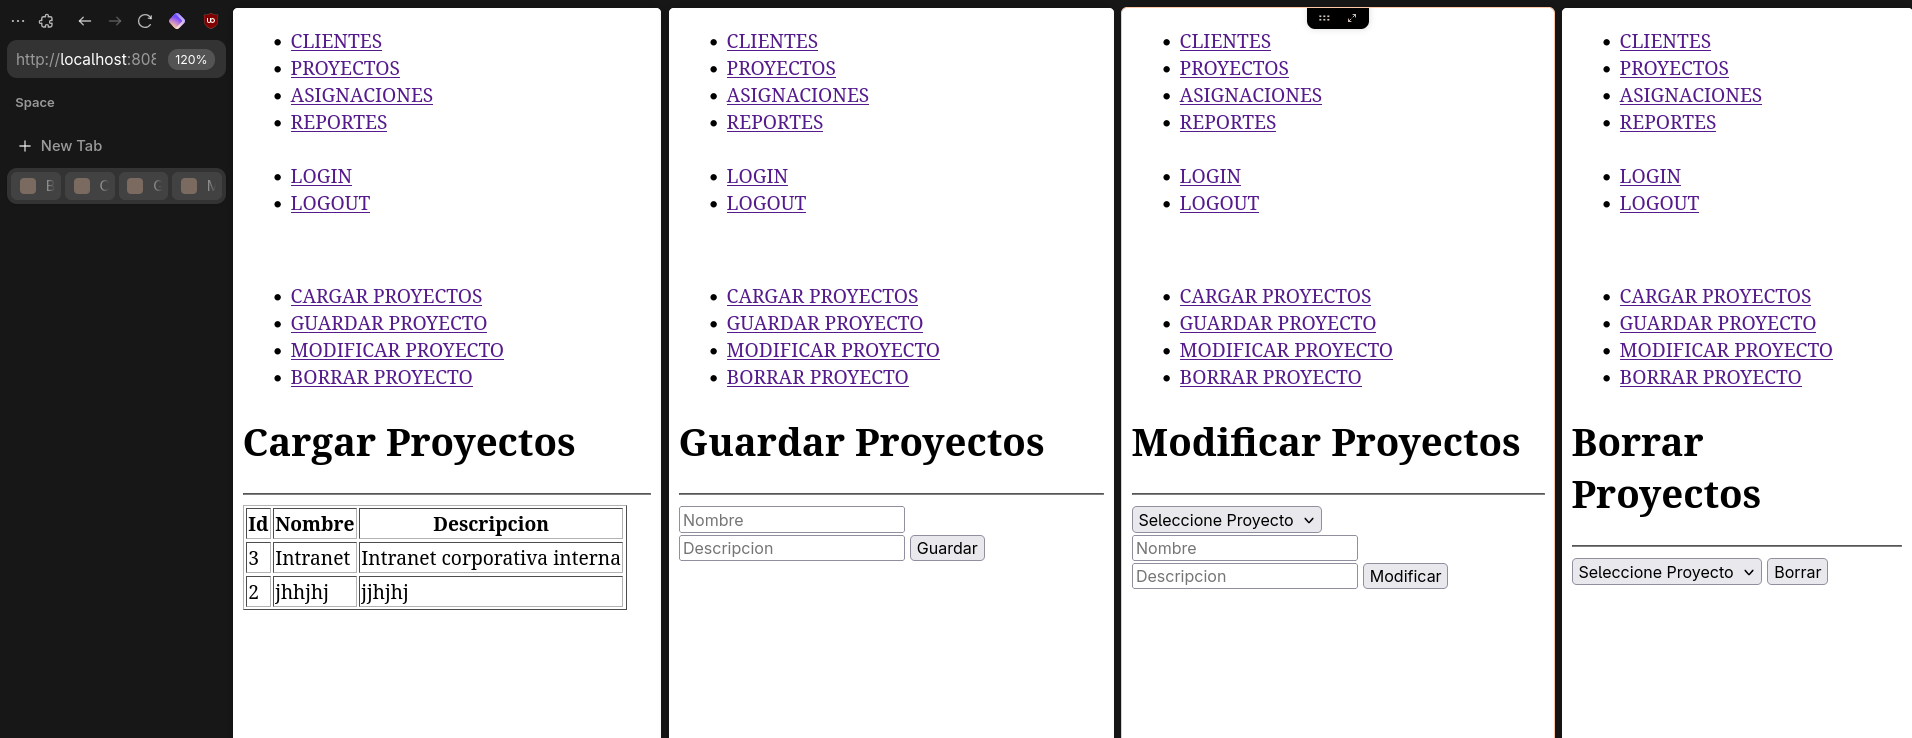 http://localhost:808
120%
Space
New Tab
CLIENTES
PROYECTOS
ASIGNACIONES
REPORTES
LOGIN
LOGOUT
CARGAR PROYECTOS
GUARDAR PROYECTO
MODIFICAR PROYECTO
BORRAR PROYECTO
Cargar Proyectos
Id Nombre Descripcion
3 Intranet Intranet corporativa interna
2 jhhjhj jjhjhj
CLIENTES
PROYECTOS
ASIGNACIONES
REPORTES
LOGIN
LOGOUT
CARGAR PROYECTOS
GUARDAR PROYECTO
MODIFICAR PROYECTO
BORRAR PROYECTO
Guardar Proyectos
Nombre
Descripcion Guardar
CLIENTES
PROYECTOS
ASIGNACIONES
REPORTES
LOGIN
LOGOUT
CARGAR PROYECTOS
GUARDAR PROYECTO
MODIFICAR PROYECTO
BORRAR PROYECTO
Modificar Proyectos
Seleccione Proyecto
Nombre
Descripcion Modificar
CLIENTES
PROYECTOS
ASIGNACIONES
REPORTES
LOGIN
LOGOUT
CARGAR PROYECTOS
GUARDAR PROYECTO
MODIFICAR PROYECTO
BORRAR PROYECTO
Borrar
Proyectos
Seleccione Proyecto Borrar